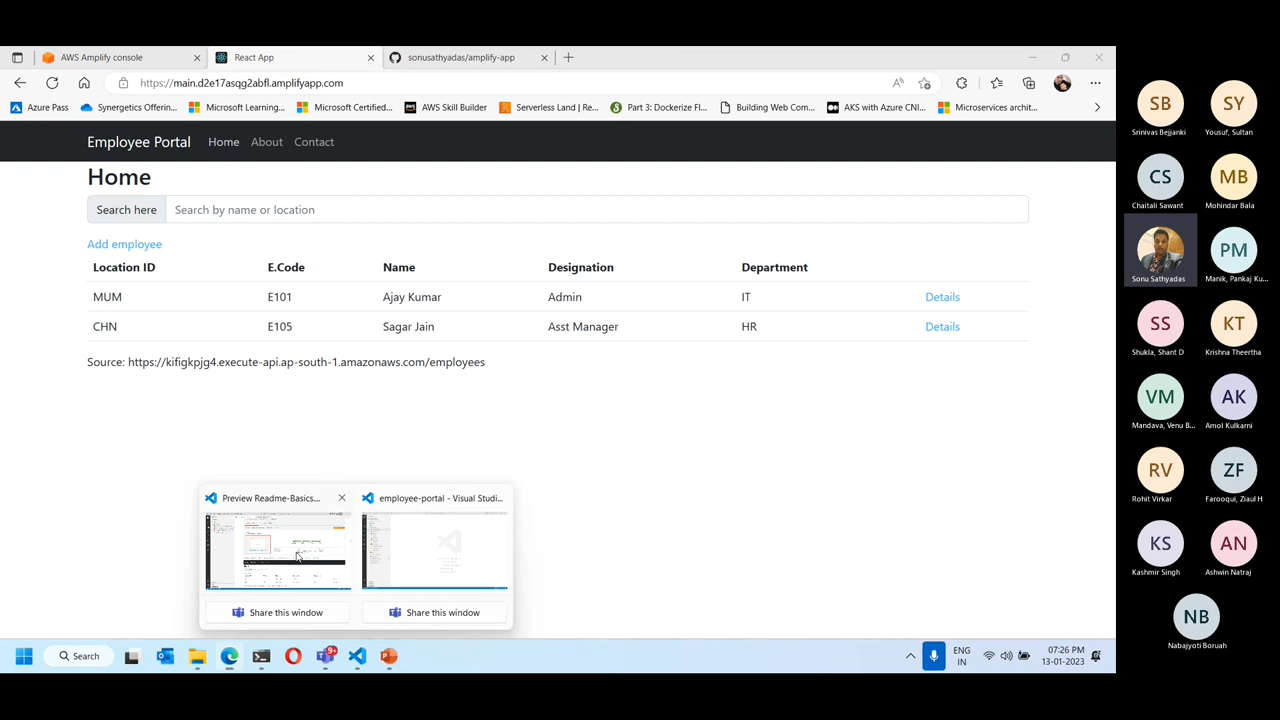 AWS Amplify console
React App
sonusathyadas/amplify-app
https://main.d2e17asqg2abfl.amplifyapp.com
Azure Pass
Synergetics Offering...
Microsoft Learning...
Microsoft Certified...
AWS Skill Builder
Serverless Land | Re...
Part 3: Dockerize Fl...
Building Web Com...
AKS with Azure CNI...
Microservices archit...
Employee Portal
Home
About
Contact
Home
Search here
Search by name or location
Add employee
Location ID E.Code Name Designation Department
MUM E101 Ajay Kumar Admin IT Details
CHN E105 Sagar Jain Asst Manager HR Details
Source: https://kifigkpjg4.execute-api.ap-south-1.amazonaws.com/employees
Preview Readme-Basics...
employee-portal - Visual Studi...
Share this window
Share this window
Search
9+
ENG
IN
07:26 PM
13-01-2023
SB
Srinivas Bejjanki
SY
Yousuf, Sultan
CS
Chaitali Sawant
MB
Mohindar Bala
Sonu Sathyadas
PM
Manik, Pankaj Ku...
SS
Shukla, Shant D
KT
Krishna Theertha
VM
Mandava, Venu B...
AK
Amol Kulkarni
RV
Rohit Virkar
ZF
Farooqui, Ziaul H
KS
Kashmir Singh
AN
Ashwin Natraj
NB
Nabajyoti Boruah